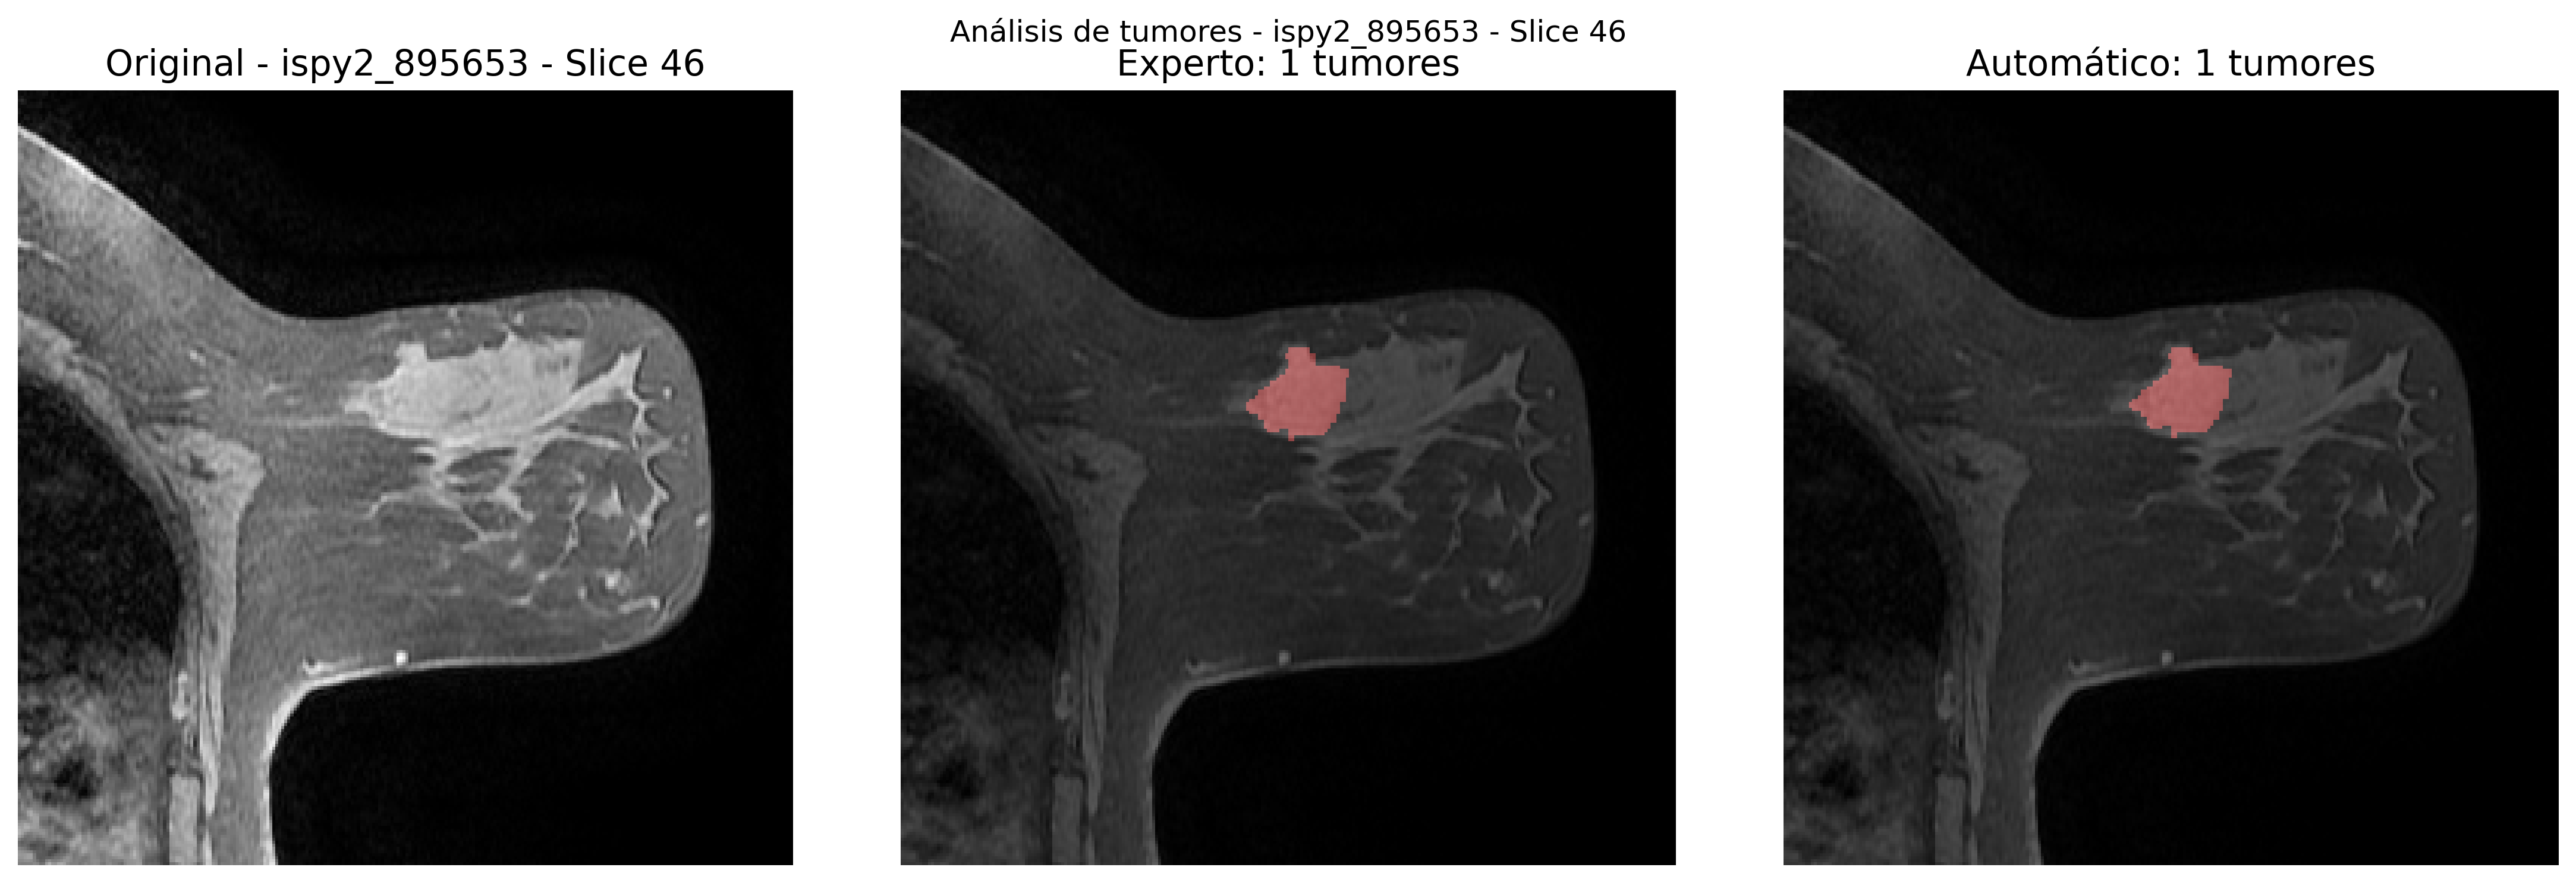 Análisis de tumores - ispy2_895653 - Slice 46
Original - ispy2_895653 - Slice 46
Experto: 1 tumores
Automático: 1 tumores